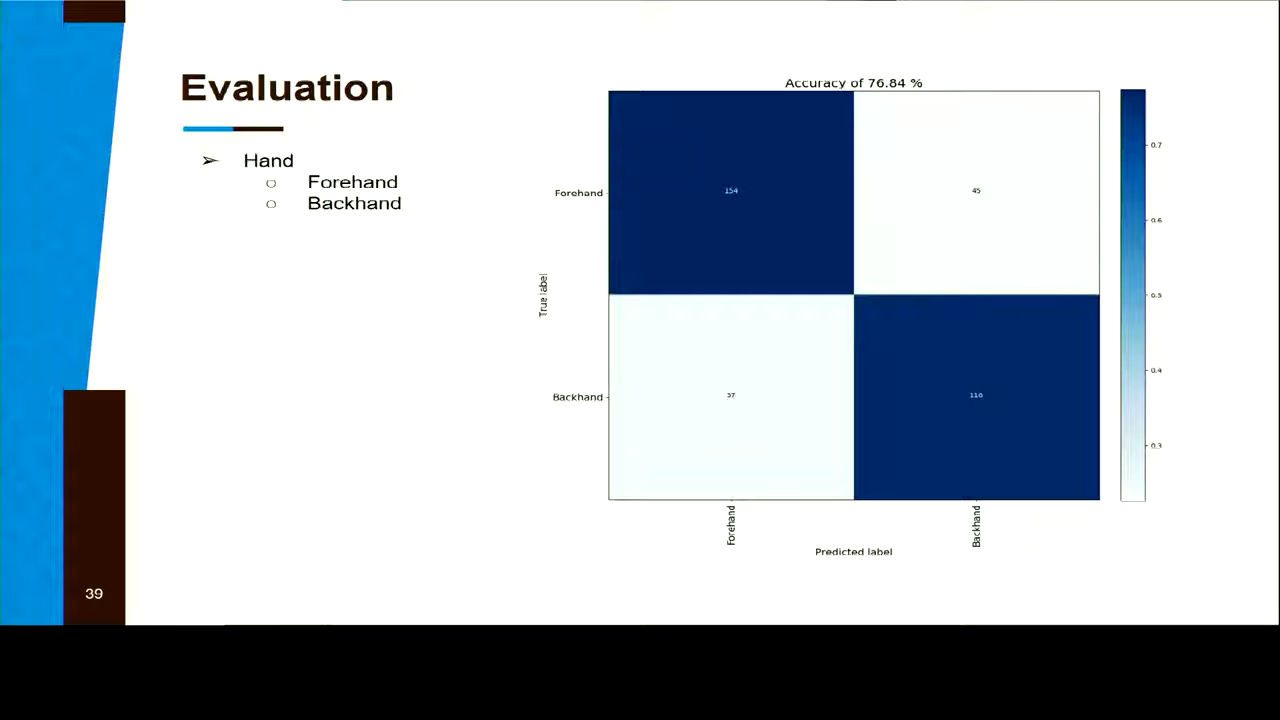 Evaluation
➢ Hand
○ Forehand
○ Backhand
Accuracy of 76.84 %
Forehand
154
45
True label
Backhand
37
118
Forehand
Backhand
Predicted label
0.7
0.6
0.5
0.4
0.3
39